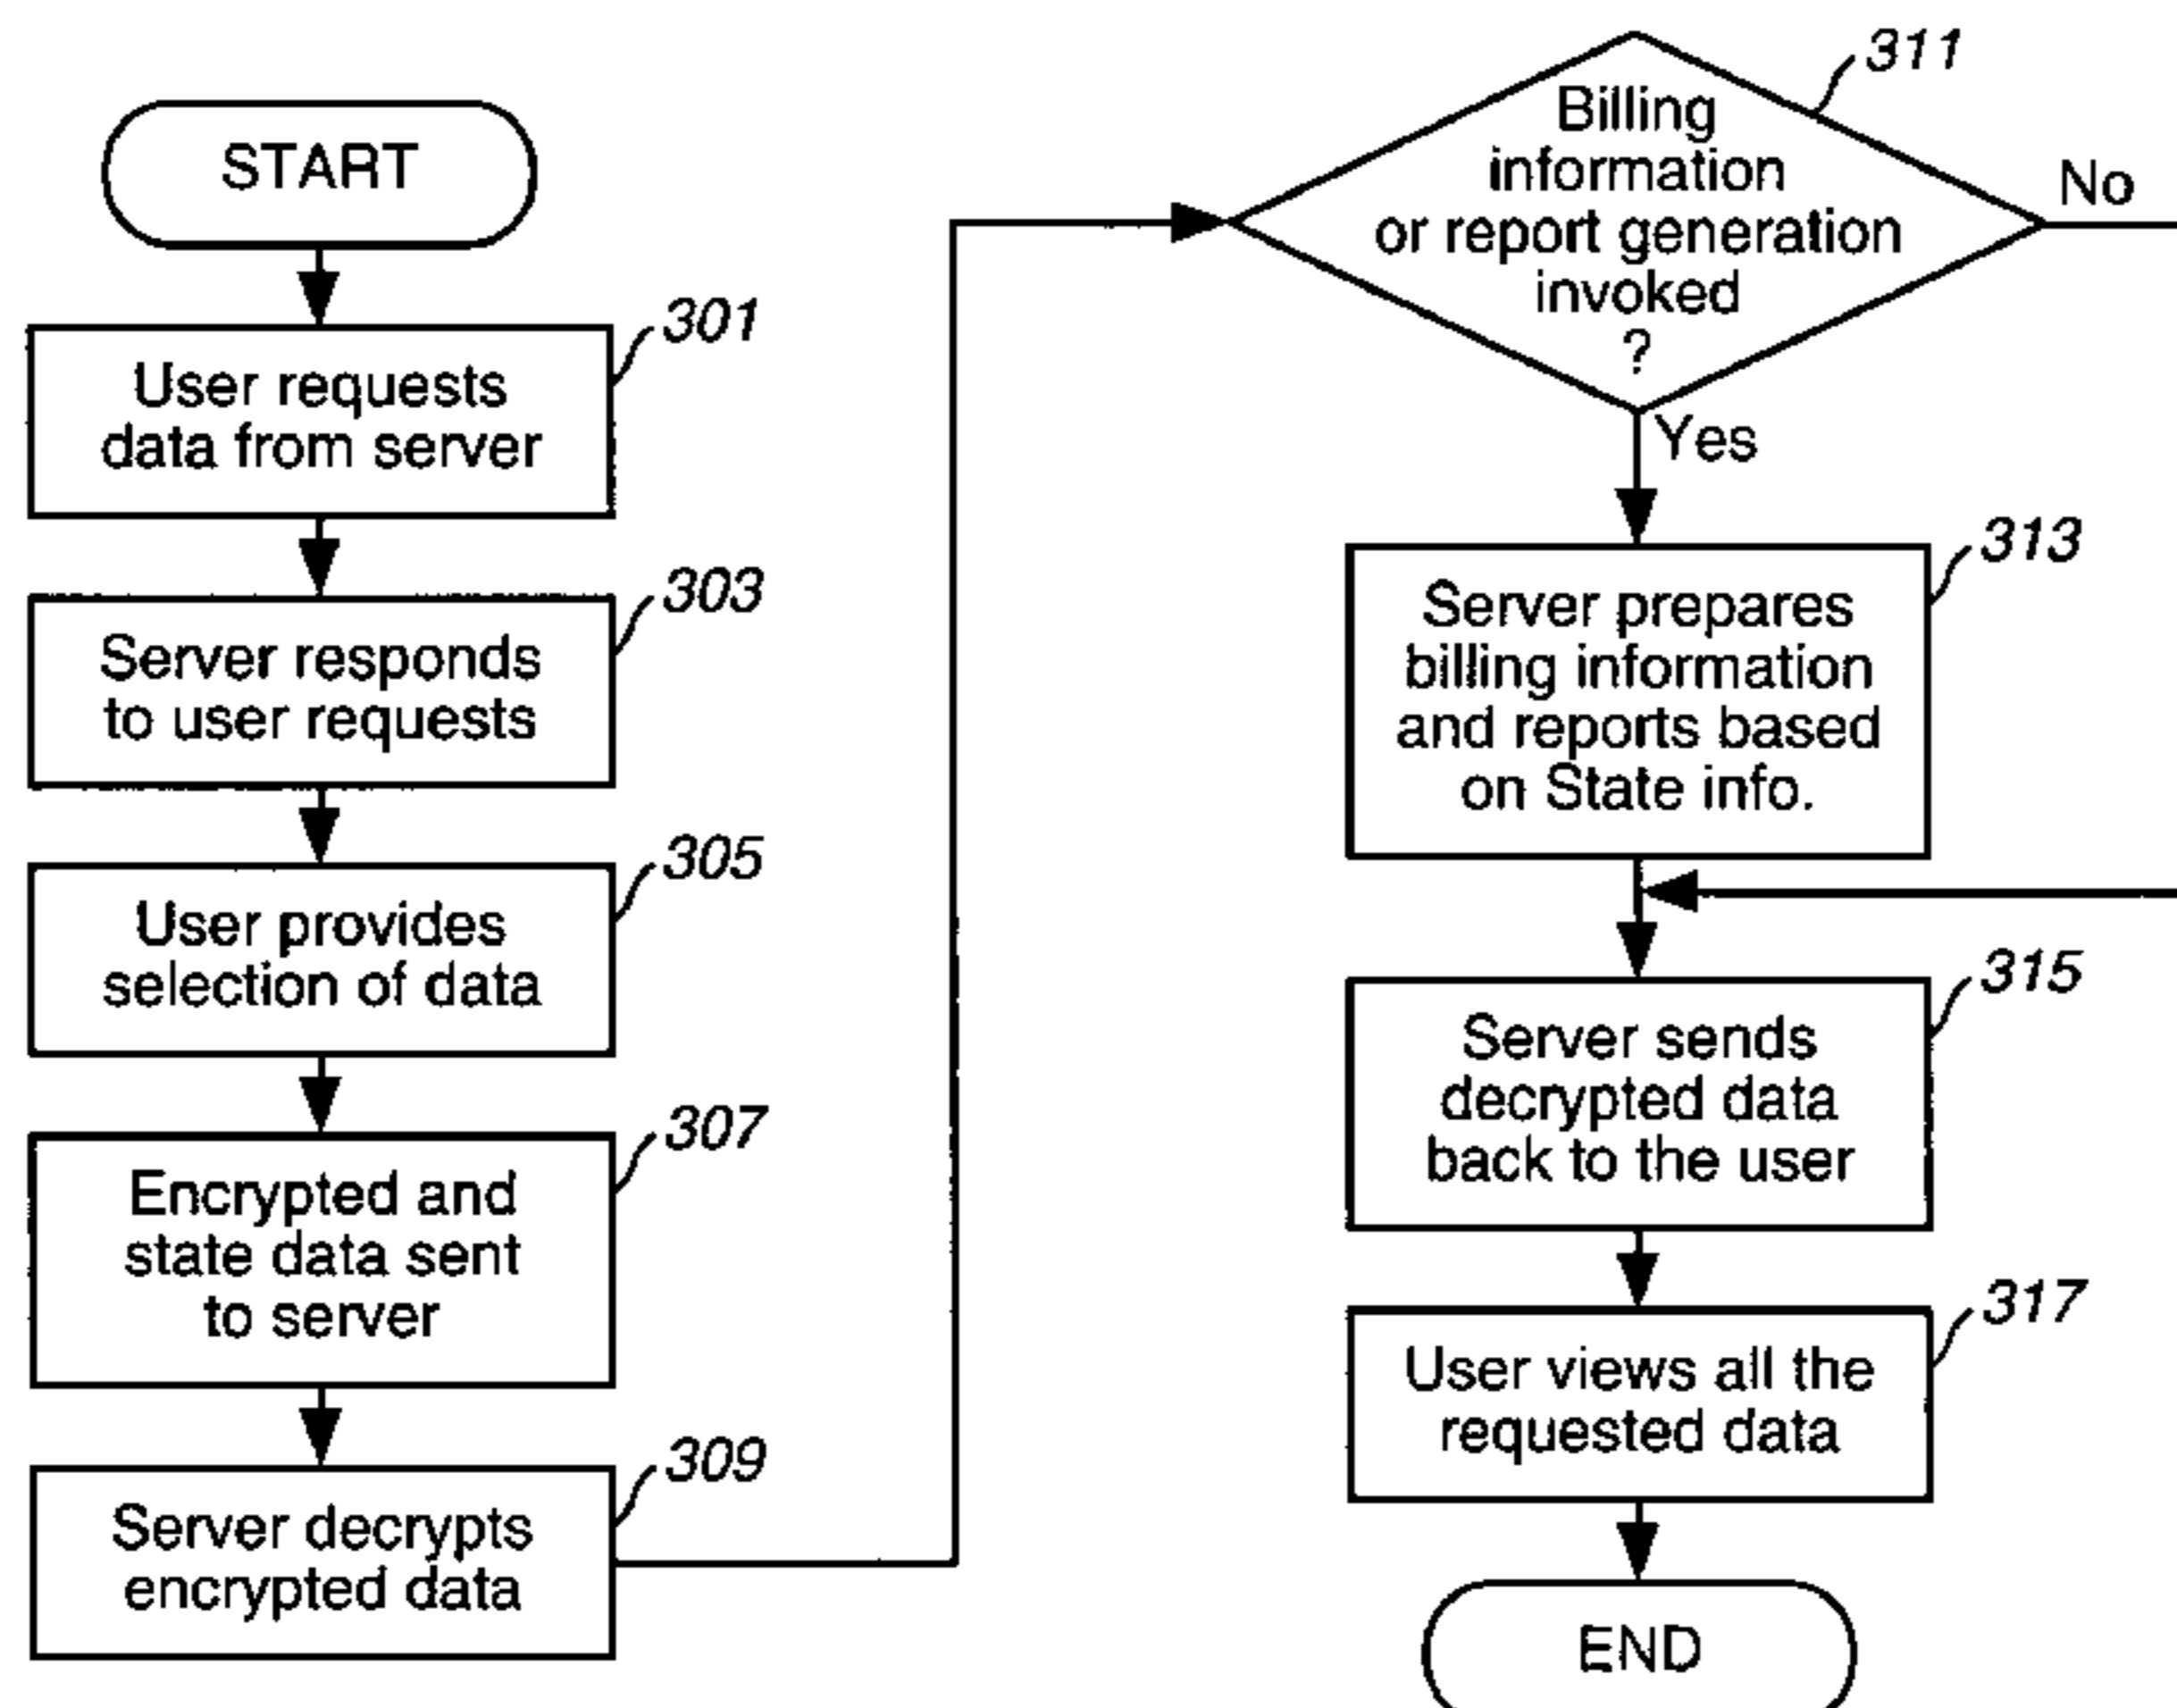 START
301
User requests
data from server
303
Server responds
to user requests
305
User provides
selection of data
307
Encrypted and
state data sent
to server
309
Server decrypts
encrypted data
311
Billing
information
or report generation
invoked
?
No
Yes
313
Server prepares
billing information
and reports based
on State info.
315
Server sends
decrypted data
back to the user
317
User views all the
requested data
END